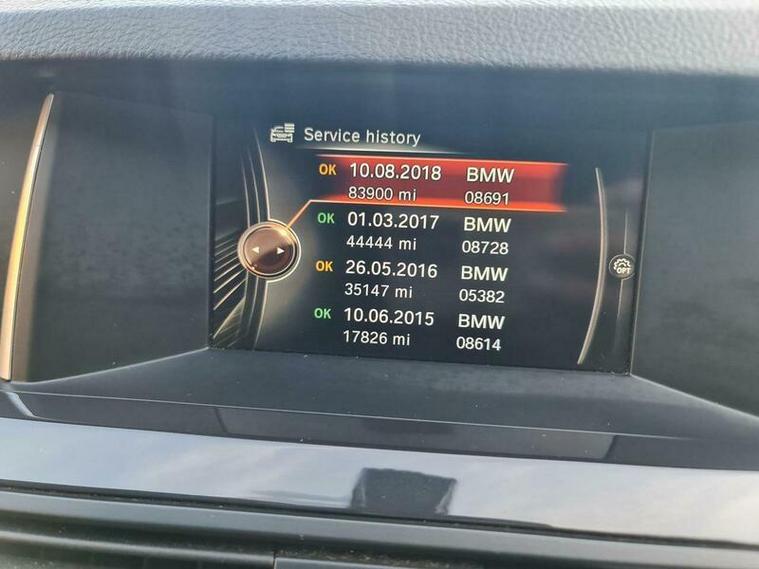 Service history
OK 10.08.2018 BMW
83900 mi 08691
OK 01.03.2017 BMW
44444 mi 08728
OK 26.05.2016 BMW
35147 mi 05382
OK 10.06.2015 BMW
17826 mi 08614
OPT